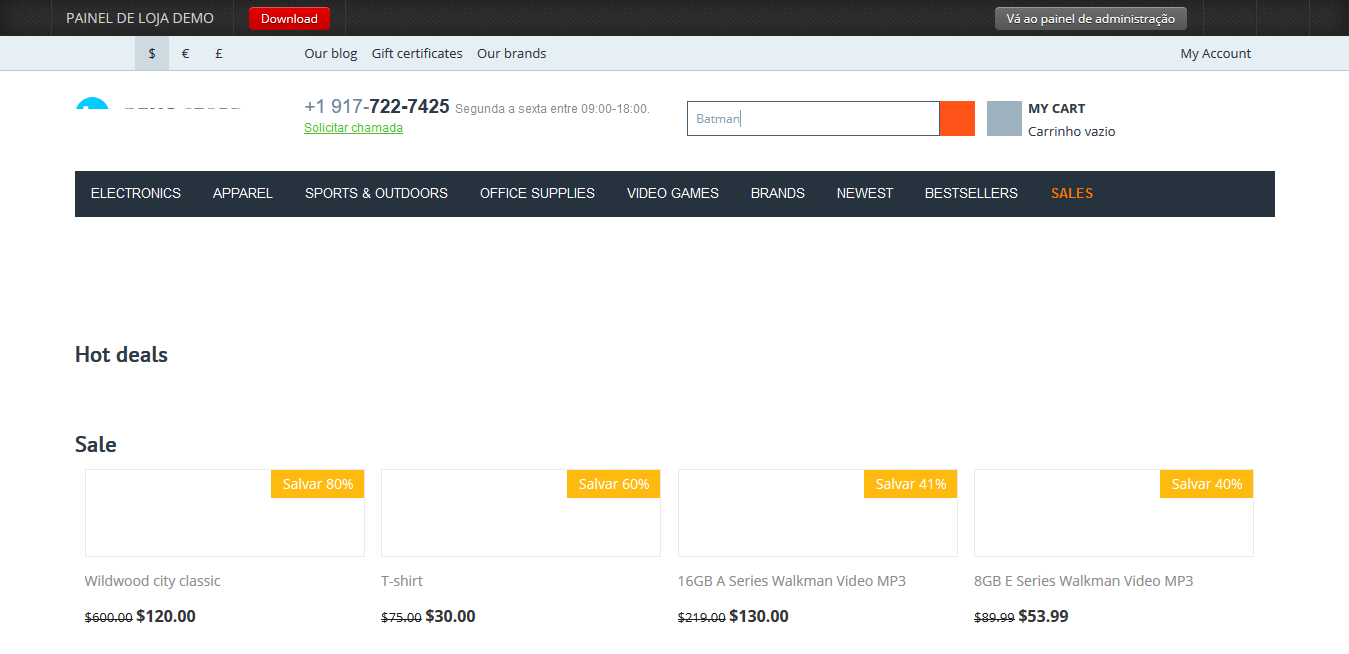 PAINEL DE LOJA DEMO Download Vá ao painel de administração
$ € £ Our blog Gift certificates Our brands My Account
+1 917-722-7425 Segunda a sexta entre 09:00-18:00.
Solicitar chamada
Batman
MY CART
Carrinho vazio
ELECTRONICS APPAREL SPORTS & OUTDOORS OFFICE SUPPLIES VIDEO GAMES BRANDS NEWEST BESTSELLERS SALES
Hot deals
Sale
Salvar 80% Salvar 60% Salvar 41% Salvar 40%
Wildwood city classic T-shirt 16GB A Series Walkman Video MP3 8GB E Series Walkman Video MP3
$600.00 $120.00 $75.00 $30.00 $219.00 $130.00 $89.99 $53.99